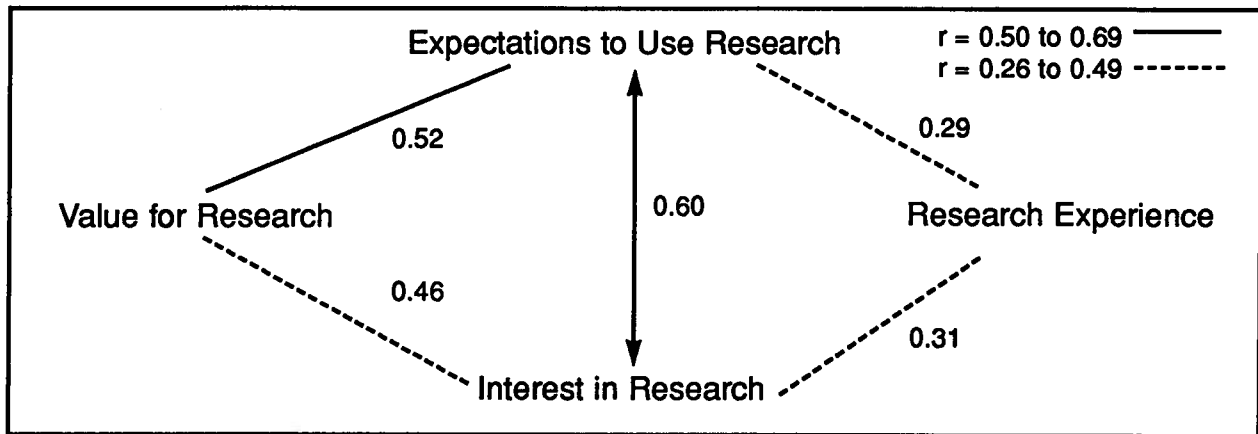 Expectations to Use Research
r = 0.50 to 0.69
r = 0.26 to 0.49
0.52
0.29
Value for Research
0.60
Research Experience
0.46
0.31
Interest in Research